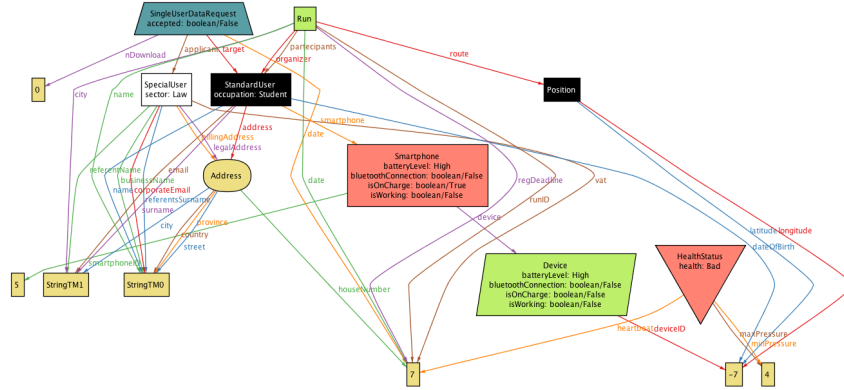 SingleUserDataRequest
accepted: boolean/False
Run
applicant
target
partecipants
organizer
route
nDownload
0
city
name
SpecialUser
sector: Law
StandardUser
occupation: Student
Position
smartphone
address
billingAddress
legalAddress
date
Smartphone
batteryLevel: High
bluetoothConnection: boolean/False
isOnCharge: boolean/True
isWorking: boolean/False
email
referentName
businessName
corporateEmail
name
referentsSurname
surname
Address
date
regDeadline
vat
runID
city
province
country
street
device
latitude
longitude
dateOfBirth
HealthStatus
health: Bad
Device
batteryLevel: High
bluetoothConnection: boolean/False
isOnCharge: boolean/False
isWorking: boolean/False
5
StringTM1
StringTM0
houseNumber
deviceID
maxPressure
minPressure
7
-7
4